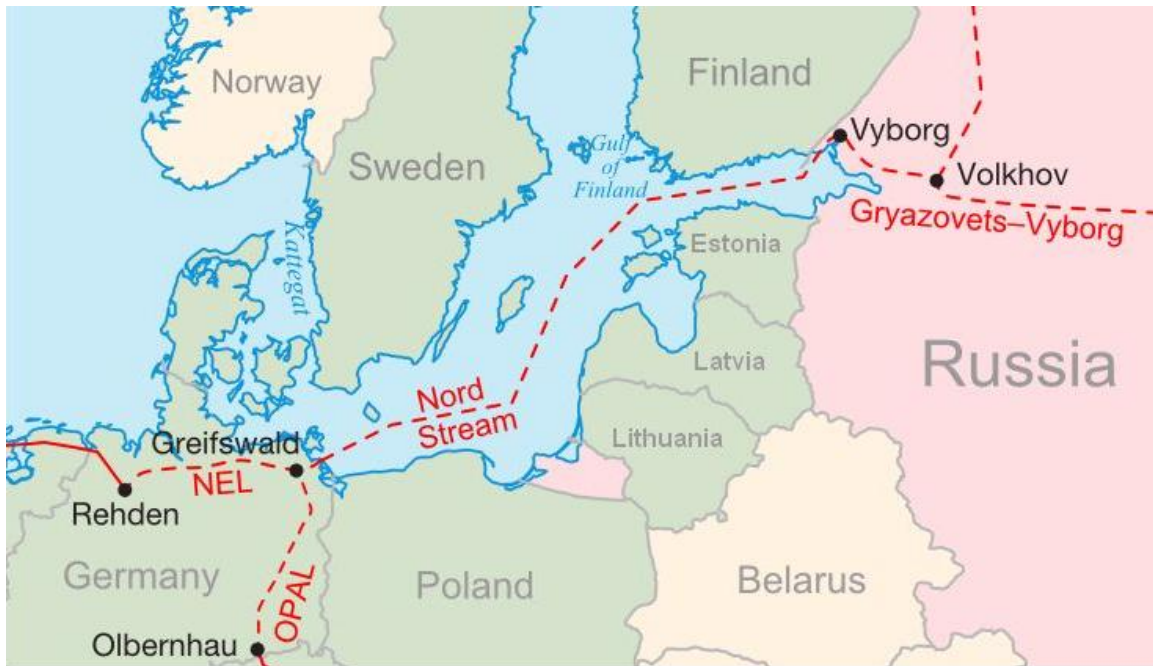 Norway
Finland
Sweden
Gulf
of
Finland
Vyborg
Volkhov
Gryazovets–Vyborg
Kattegat
Estonia
Russia
Latvia
Nord
Stream
Lithuania
Greifswald
NEL
Rehden
Germany
OPAL
Poland
Belarus
Olbernhau